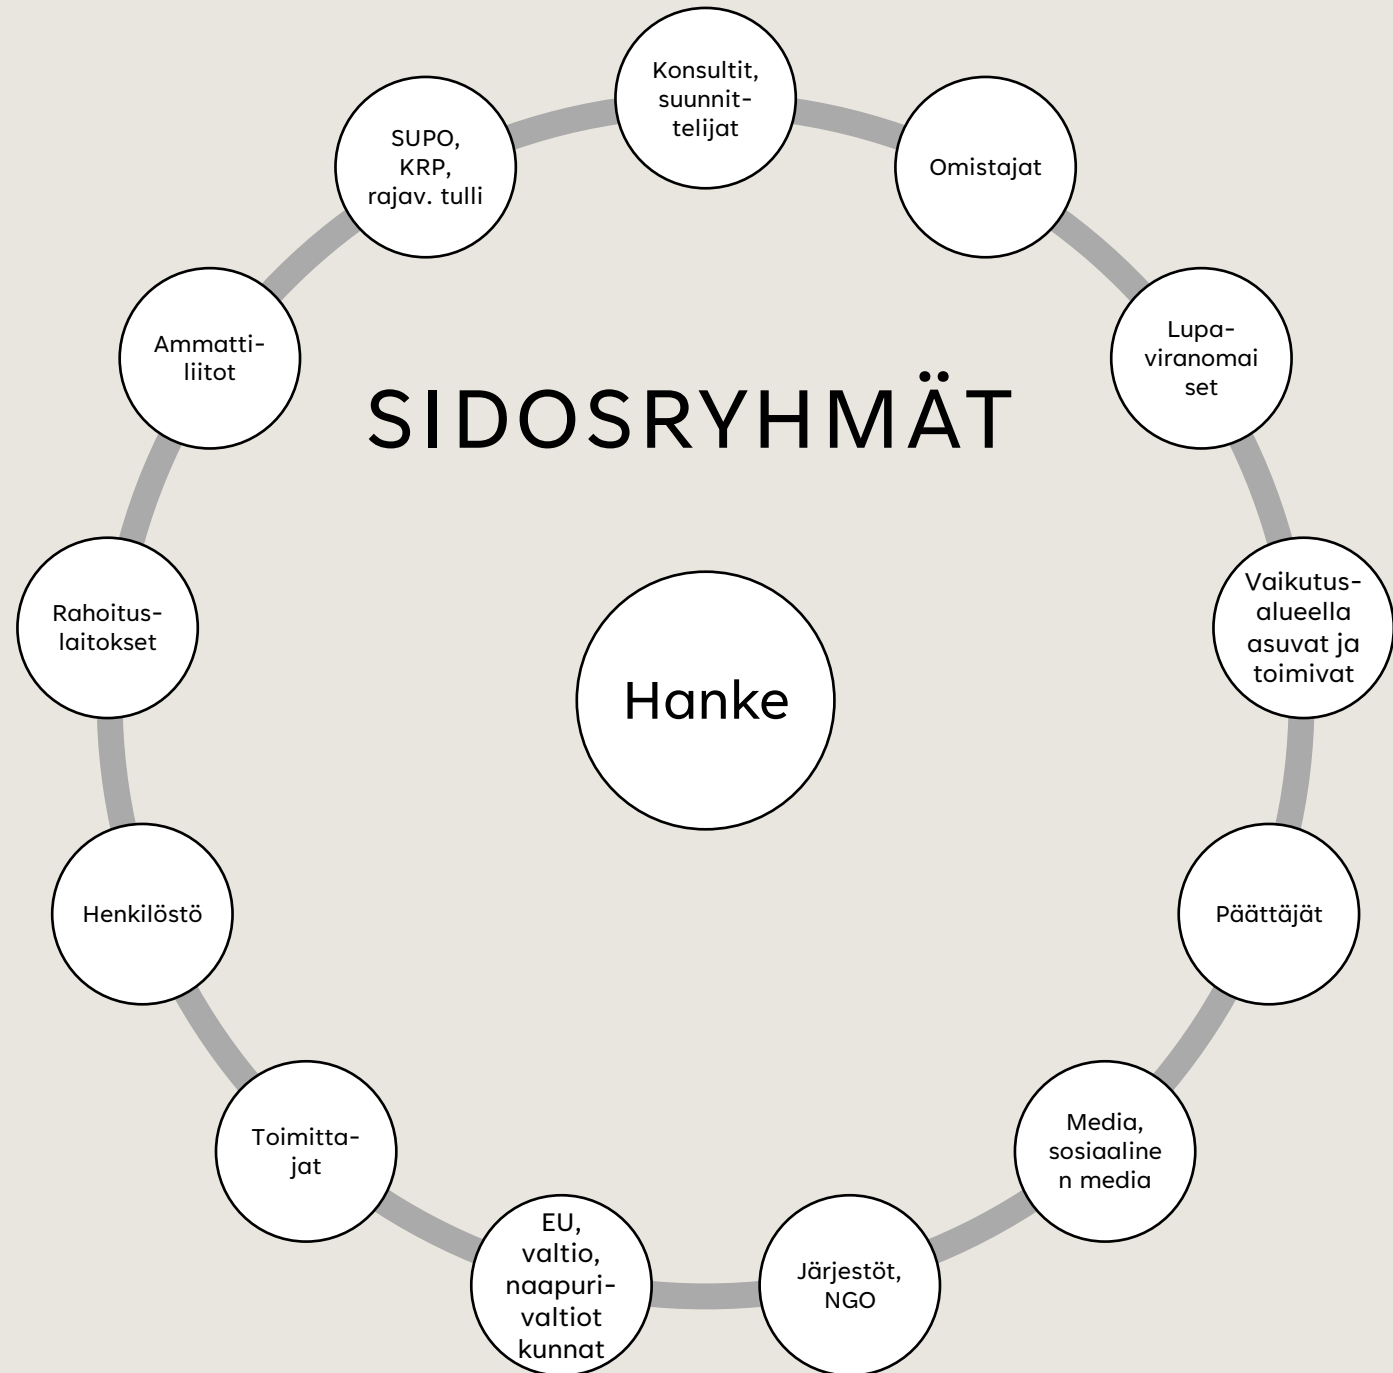 Konsultit,
suunnit-
telijat
Omistajat
Lupa-
viranomai
set
Vaikutus-
alueella
asuvat ja
toimivat
Päättäjät
Media,
sosiaaline
n media
Järjestöt,
NGO
EU,
valtio,
naapuri-
valtiot
kunnat
Toimitta-
jat
Henkilöstö
Rahoitus-
laitokset
Ammatti-
liitot
SUPO,
KRP,
rajav. tulli
SIDOSRYHMÄT
Hanke